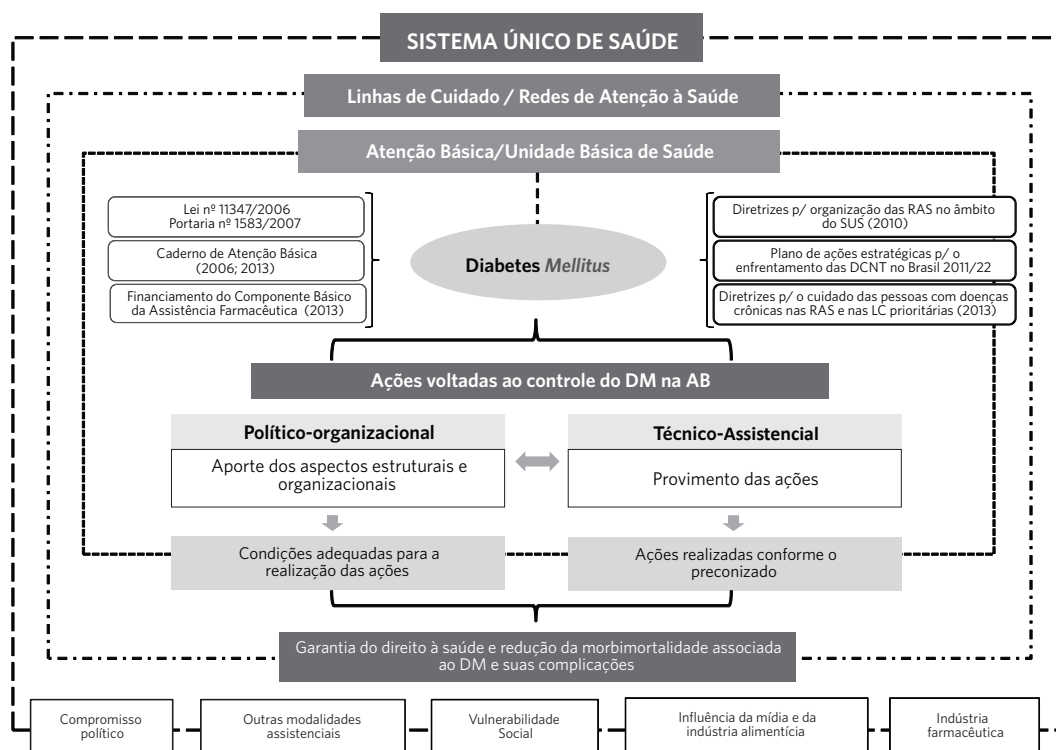 SISTEMA ÚNICO DE SAÚDE
Linhas de Cuidado / Redes de Atenção à Saúde
Atenção Básica/Unidade Básica de Saúde
Lei nº 11347/2006
Portaria nº 1583/2007
Caderno de Atenção Básica
(2006; 2013)
Financiamento do Componente Básico
da Assistência Farmacêutica (2013)
Diabetes Mellitus
Diretrizes p/ organização das RAS no âmbito
do SUS (2010)
Plano de ações estratégicas p/ o
enfrentamento das DCNT no Brasil 2011/22
Diretrizes p/ o cuidado das pessoas com doenças
crônicas nas RAS e nas LC prioritárias (2013)
Ações voltadas ao controle do DM na AB
Político-organizacional
Aporte dos aspectos estruturais e
organizacionais
Técnico-Assistencial
Provimento das ações
Condições adequadas para a
realização das ações
Ações realizadas conforme o
preconizado
Garantia do direito à saúde e redução da morbimortalidade associada
ao DM e suas complicações
Compromisso
político
Outras modalidades
assistenciais
Vulnerabilidade
Social
Influência da mídia e da
indústria alimentícia
Indústria
farmacêutica